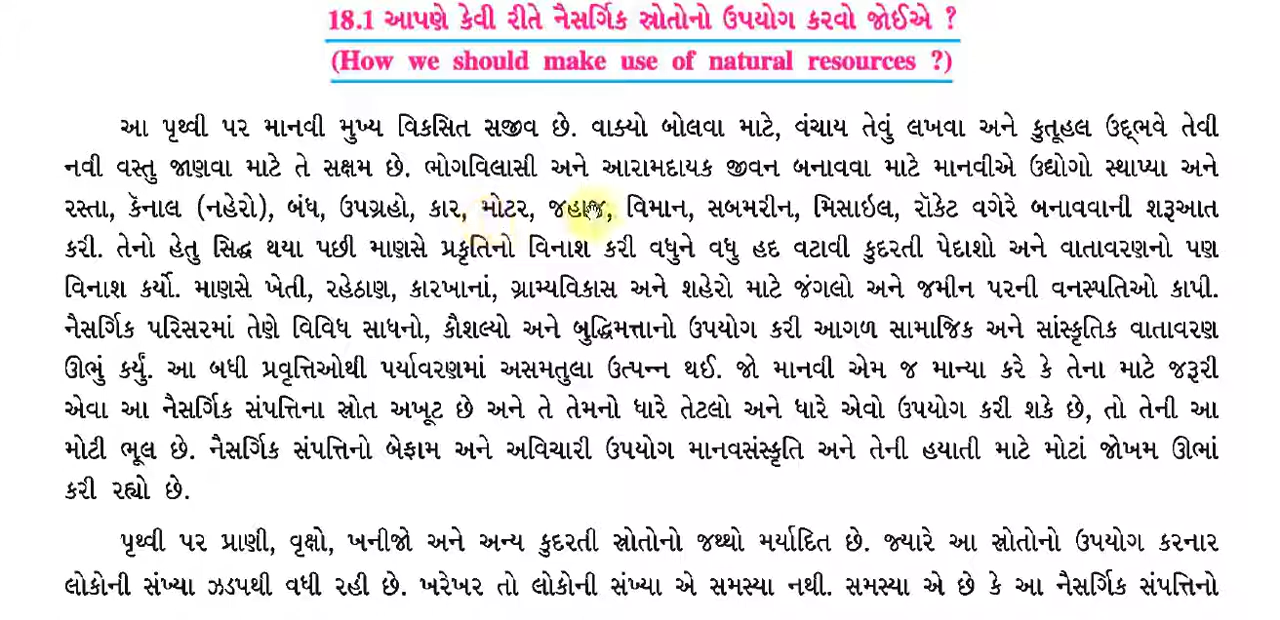 18.1 આપણે કેવી રીતે નૈસર્ગિક સ્રોતોનો ઉપયોગ કરવો જોઈએ ?
(How we should make use of natural resources ?)
આ પૃથ્વી પર માનવી મુખ્ય વિકસિત સજીવ છે. વાક્યો બોલવા માટે, વંચાય તેવું લખવા અને કુતૂહલ ઉદ્ભવે તેવી
નવી વસ્તુ જાણવા માટે તે સક્ષમ છે. ભોગવિલાસી અને આરામદાયક જીવન બનાવવા માટે માનવીએ ઉદ્યોગો સ્થાપ્યા અને
રસ્તા, કૅનાલ (નહેરો), બંધ, ઉપગ્રહો, કાર, મોટર, જહાજ, વિમાન, સબમરીન, મિસાઇલ, રૉકેટ વગેરે બનાવવાની શરૂઆત
કરી. તેનો હેતુ સિદ્ધ થયા પછી માણસે પ્રકૃતિનો વિનાશ કરી વધુને વધુ હદ વટાવી કુદરતી પેદાશો અને વાતાવરણનો પણ
વિનાશ કર્યો. માણસે ખેતી, રહેઠાણ, કારખાનાં, ગ્રામ્યવિકાસ અને શહેરો માટે જંગલો અને જમીન પરની વનસ્પતિઓ કાપી.
નૈસર્ગિક પરિસરમાં તેણે વિવિધ સાધનો, કૌશલ્યો અને બુદ્ધિમત્તાનો ઉપયોગ કરી આગળ સામાજિક અને સાંસ્કૃતિક વાતાવરણ
ઊભું કર્યું. આ બધી પ્રવૃત્તિઓથી પર્યાવરણમાં અસમતુલા ઉત્પન્ન થઈ. જો માનવી એમ જ માન્યા કરે કે તેના માટે જરૂરી
એવા આ નૈસર્ગિક સંપત્તિના સ્રોત અખૂટ છે અને તે તેમનો ધારે તેટલો અને ધારે એવો ઉપયોગ કરી શકે છે, તો તેની આ
મોટી ભૂલ છે. નૈસર્ગિક સંપત્તિનો બેફામ અને અવિચારી ઉપયોગ માનવસંસ્કૃતિ અને તેની હયાતી માટે મોટાં જોખમ ઊભાં
કરી રહ્યો છે.
પૃથ્વી પર પ્રાણી, વૃક્ષો, ખનીજો અને અન્ય કુદરતી સ્રોતોનો જથ્થો મર્યાદિત છે. જ્યારે આ સ્રોતોનો ઉપયોગ કરનાર
લોકોની સંખ્યા ઝડપથી વધી રહી છે. ખરેખર તો લોકોની સંખ્યા એ સમસ્યા નથી. સમસ્યા એ છે કે આ નૈસર્ગિક સંપત્તિનો